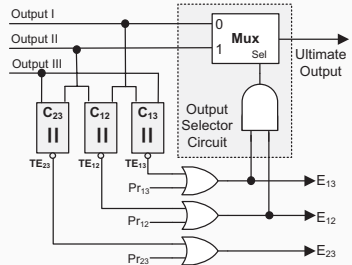 Output I
Output II
Output III
0
1
Mux
Sel
Ultimate
Output
Output
Selector
Circuit
C23
C12
C13
TE23
TE12
TE13
Pr13
Pr12
Pr23
E13
E12
E23